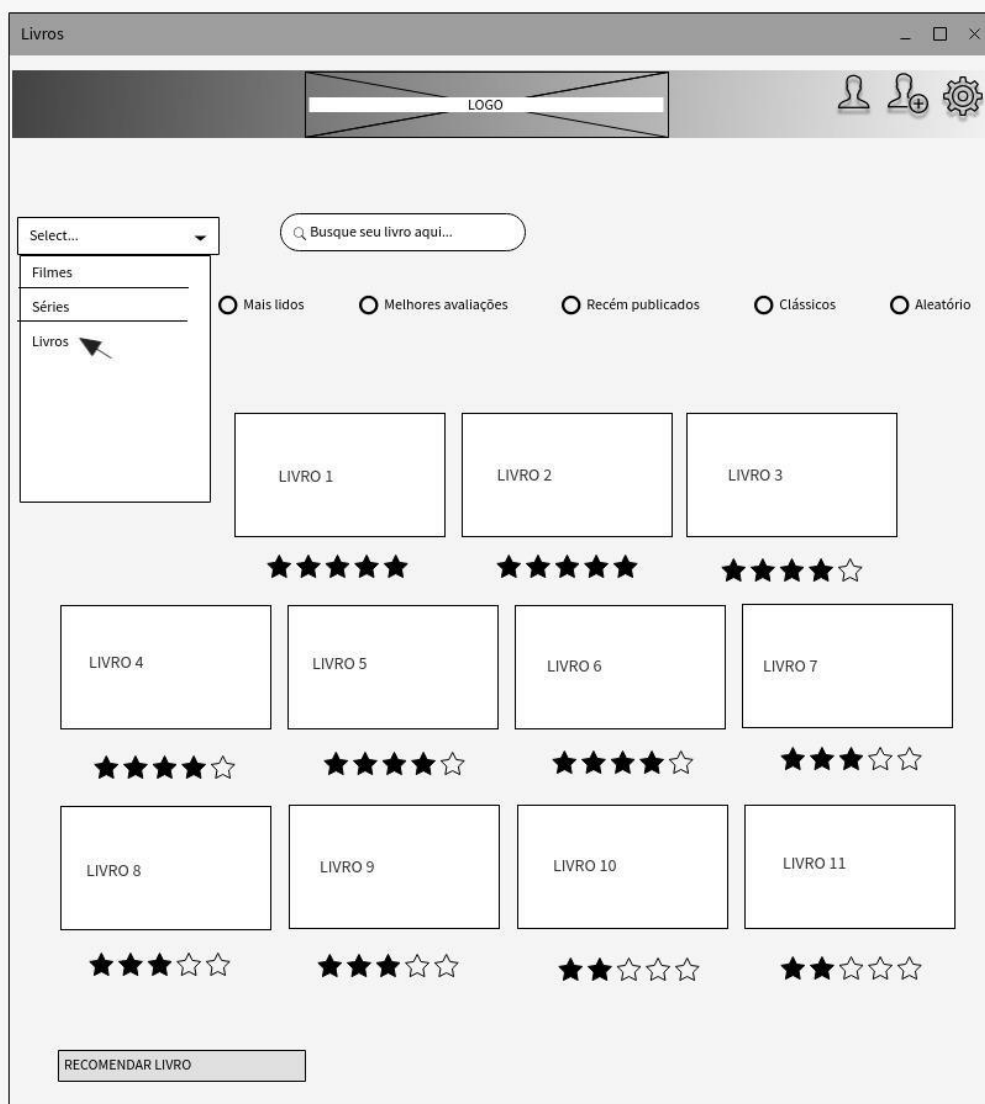 Livros
LOGO
Select...
Busque seu livro aqui...
Filmes
Séries
Livros
Mais lidos
Melhores avaliações
Recém publicados
Clássicos
Aleatório
LIVRO 1
LIVRO 2
LIVRO 3
LIVRO 4
LIVRO 5
LIVRO 6
LIVRO 7
LIVRO 8
LIVRO 9
LIVRO 10
LIVRO 11
RECOMENDAR LIVRO